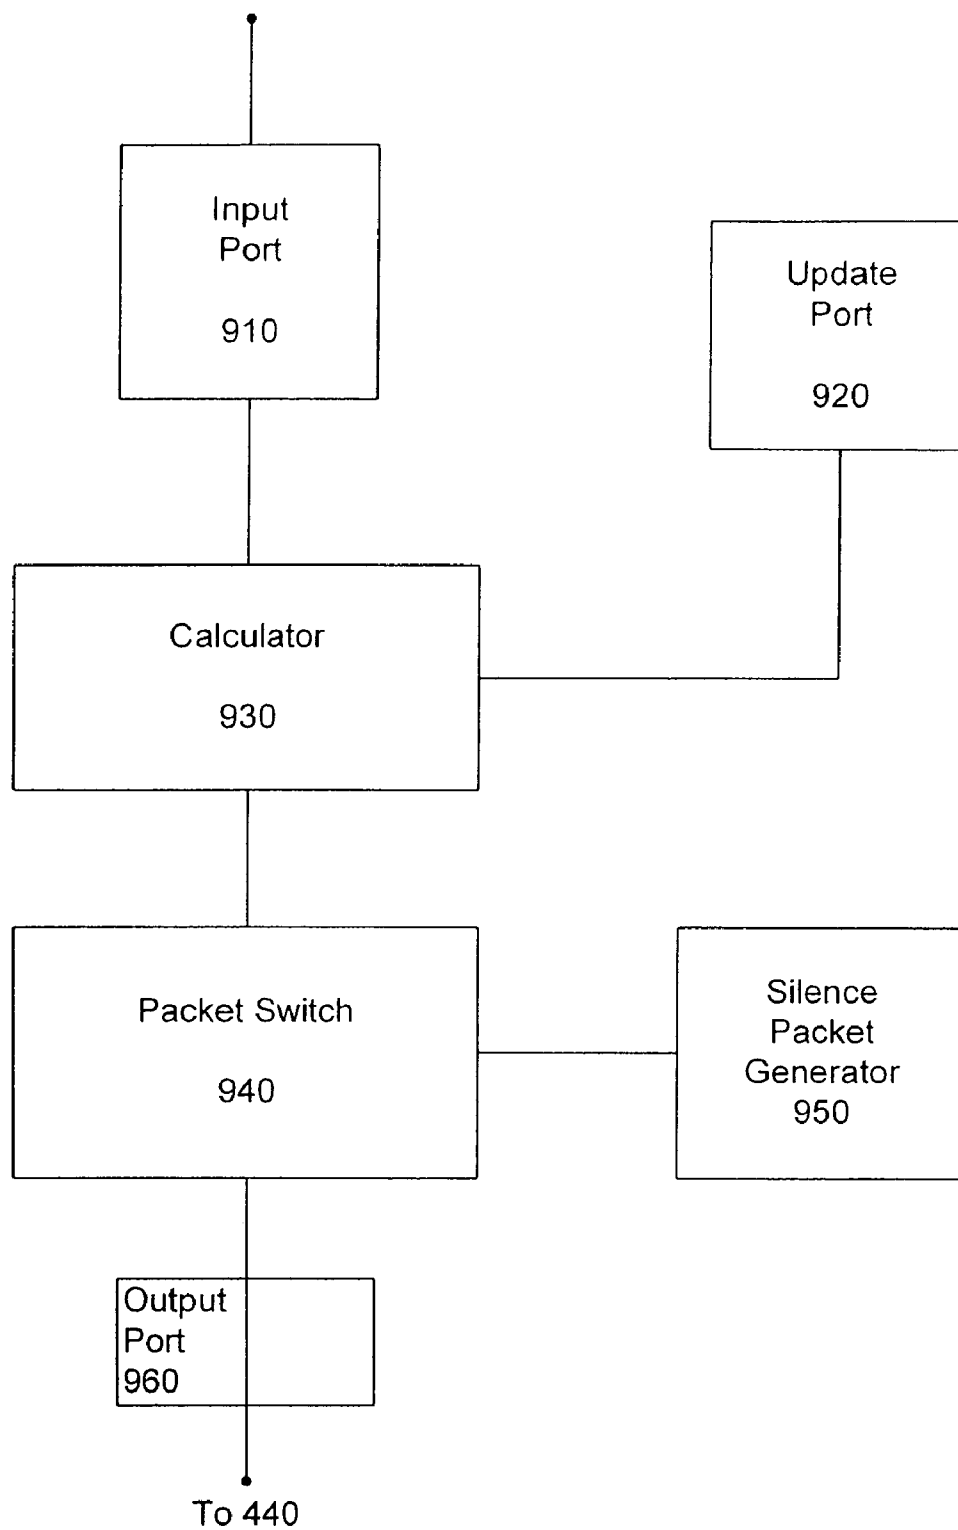 Input
Port
910
Update
Port
920
Calculator
930
Packet Switch
940
Silence
Packet
Generator
950
Output
Port
960
To 440